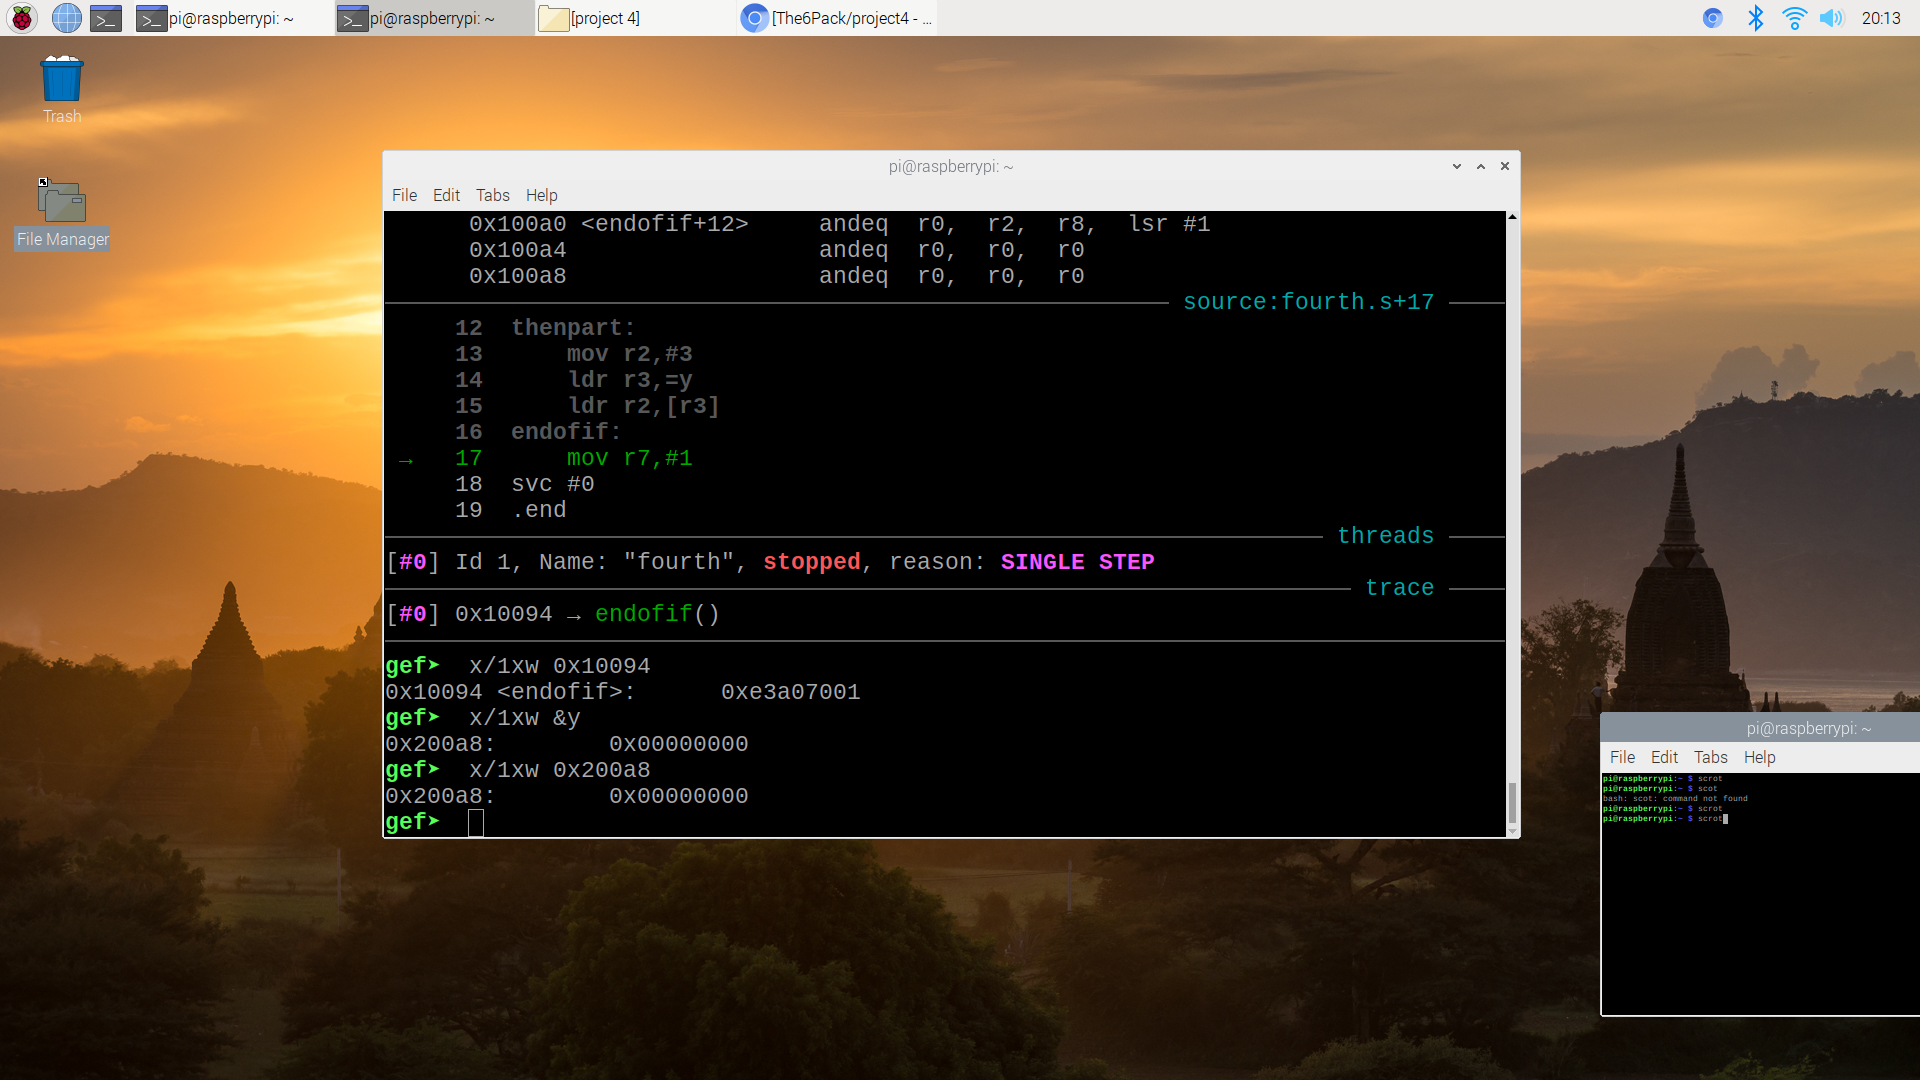 pi@raspberrypi: ~
pi@raspberrypi: ~
[project 4]
[The6Pack/project4 - ...
20:13
Trash
File Manager
pi@raspberrypi: ~
File Edit Tabs Help
0x100a0 <endofif+12> andeq r0, r2, r8, lsr #1
0x100a4 andeq r0, r0, r0
0x100a8 andeq r0, r0, r0
source:fourth.s+17
12 thenpart:
13 mov r2,#3
14 ldr r3,=y
15 ldr r2,[r3]
16 endofif:
→ 17 mov r7,#1
18 svc #0
19 .end
threads
[#0] Id 1, Name: "fourth", stopped, reason: SINGLE STEP
trace
[#0] 0x10094 → endofif()
gef➤ x/1xw 0x10094
0x10094 <endofif>: 0xe3a07001
gef➤ x/1xw &y
0x200a8: 0x00000000
gef➤ x/1xw 0x200a8
0x200a8: 0x00000000
gef➤
pi@raspberrypi: ~
File Edit Tabs Help
pi@raspberrypi:~ $ scrot
pi@raspberrypi:~ $ scot
bash: scot: command not found
pi@raspberrypi:~ $ scrot
pi@raspberrypi:~ $ scrot